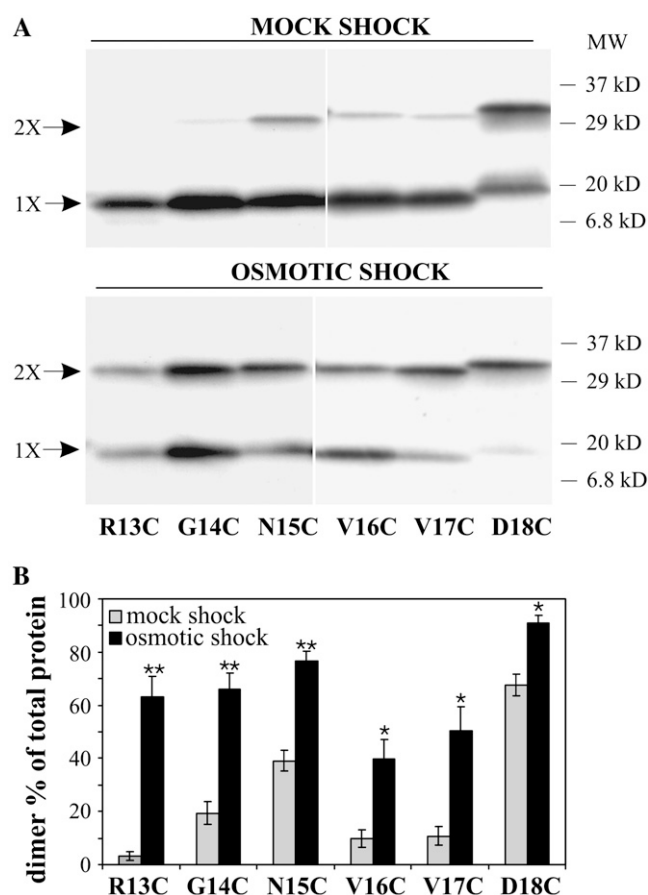 A
MOCK SHOCK
MW
37 kD
2X
29 kD
20 kD
1X
6.8 kD
OSMOTIC SHOCK
37 kD
2X
29 kD
20 kD
1X
6.8 kD
R13C G14C N15C V16C V17C D18C
B
dimer % of total protein
100
80
60
40
20
0
mock shock
osmotic shock
** ** ** * * *
R13C G14C N15C V16C V17C D18C